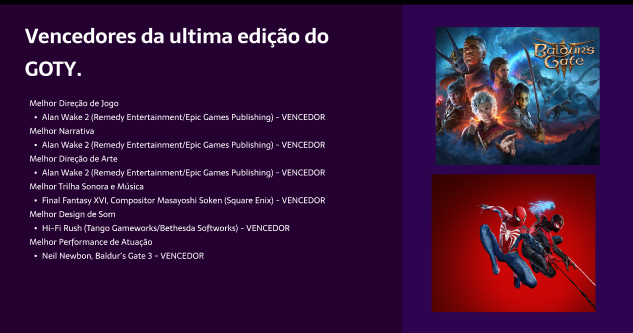 Vencedores da ultima edição do
GOTY.
Melhor Direção de Jogo
• Alan Wake 2 (Remedy Entertainment/Epic Games Publishing) – VENCEDOR
Melhor Narrativa
• Alan Wake 2 (Remedy Entertainment/Epic Games Publishing) – VENCEDOR
Melhor Direção de Arte
• Alan Wake 2 (Remedy Entertainment/Epic Games Publishing) – VENCEDOR
Melhor Trilha Sonora e Música
• Final Fantasy XVI, Compositor Masayoshi Soken (Square Enix) – VENCEDOR
Melhor Design de Som
• Hi-Fi Rush (Tango Gameworks/Bethesda Softworks) – VENCEDOR
Melhor Performance de Atuação
• Neil Newbon, Baldur's Gate 3 – VENCEDOR
Baldur's
Gate